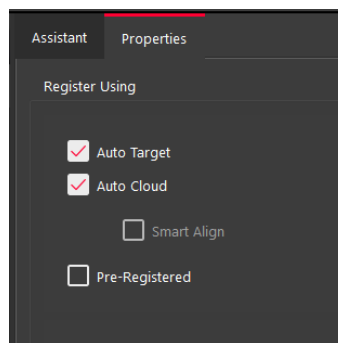 Assistant Properties
Register Using
Auto Target
Auto Cloud
Smart Align
Pre-Registered